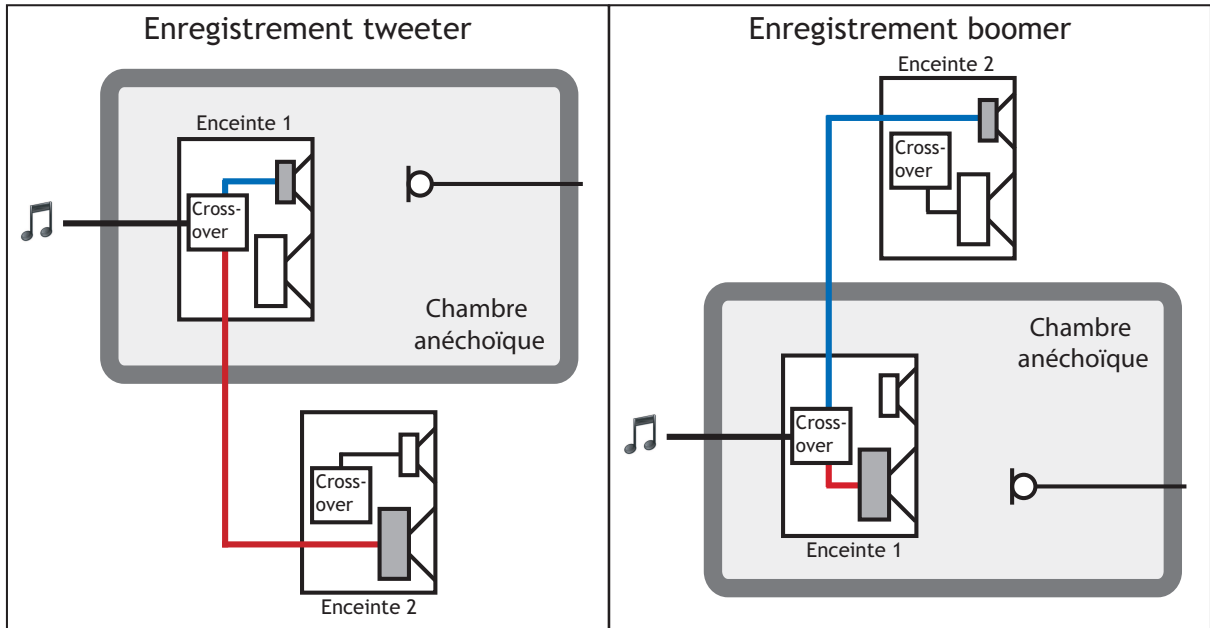 Enregistrement tweeter
Enceinte 1
Cross-
over
Chambre
anéchoïque
Cross-
over
Enceinte 2
Enregistrement boomer
Enceinte 2
Cross-
over
Chambre
anéchoïque
Cross-
over
Enceinte 1